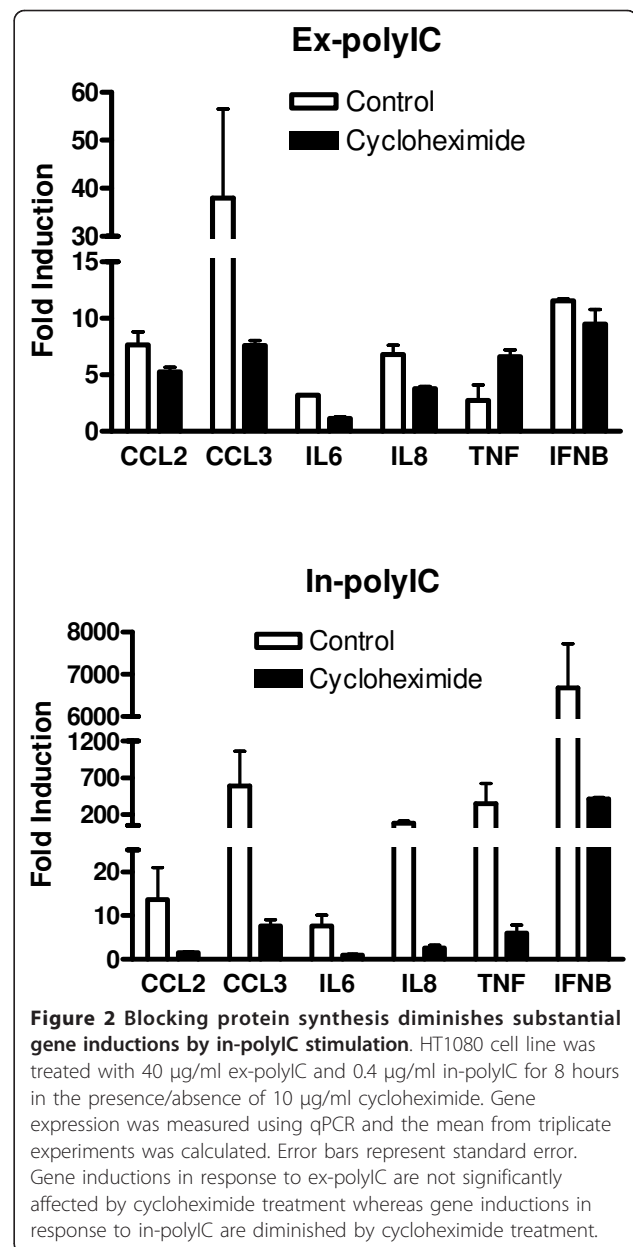 Ex-polyIC
Control
Cycloheximide
Fold Induction
60
50
40
30
15
10
5
0
CCL2 CCL3 IL6 IL8 TNF IFNB
In-polyIC
Control
Cycloheximide
Fold Induction
8000
7000
6000
1200
700
200
20
10
0
CCL2 CCL3 IL6 IL8 TNF IFNB
Figure 2 Blocking protein synthesis diminishes substantial
gene inductions by in-polyIC stimulation. HT1080 cell line was
treated with 40 μg/ml ex-polyIC and 0.4 μg/ml in-polyIC for 8 hours
in the presence/absence of 10 μg/ml cycloheximide. Gene
expression was measured using qPCR and the mean from triplicate
experiments was calculated. Error bars represent standard error.
Gene inductions in response to ex-polyIC are not significantly
affected by cycloheximide treatment whereas gene inductions in
response to in-polyIC are diminished by cycloheximide treatment.